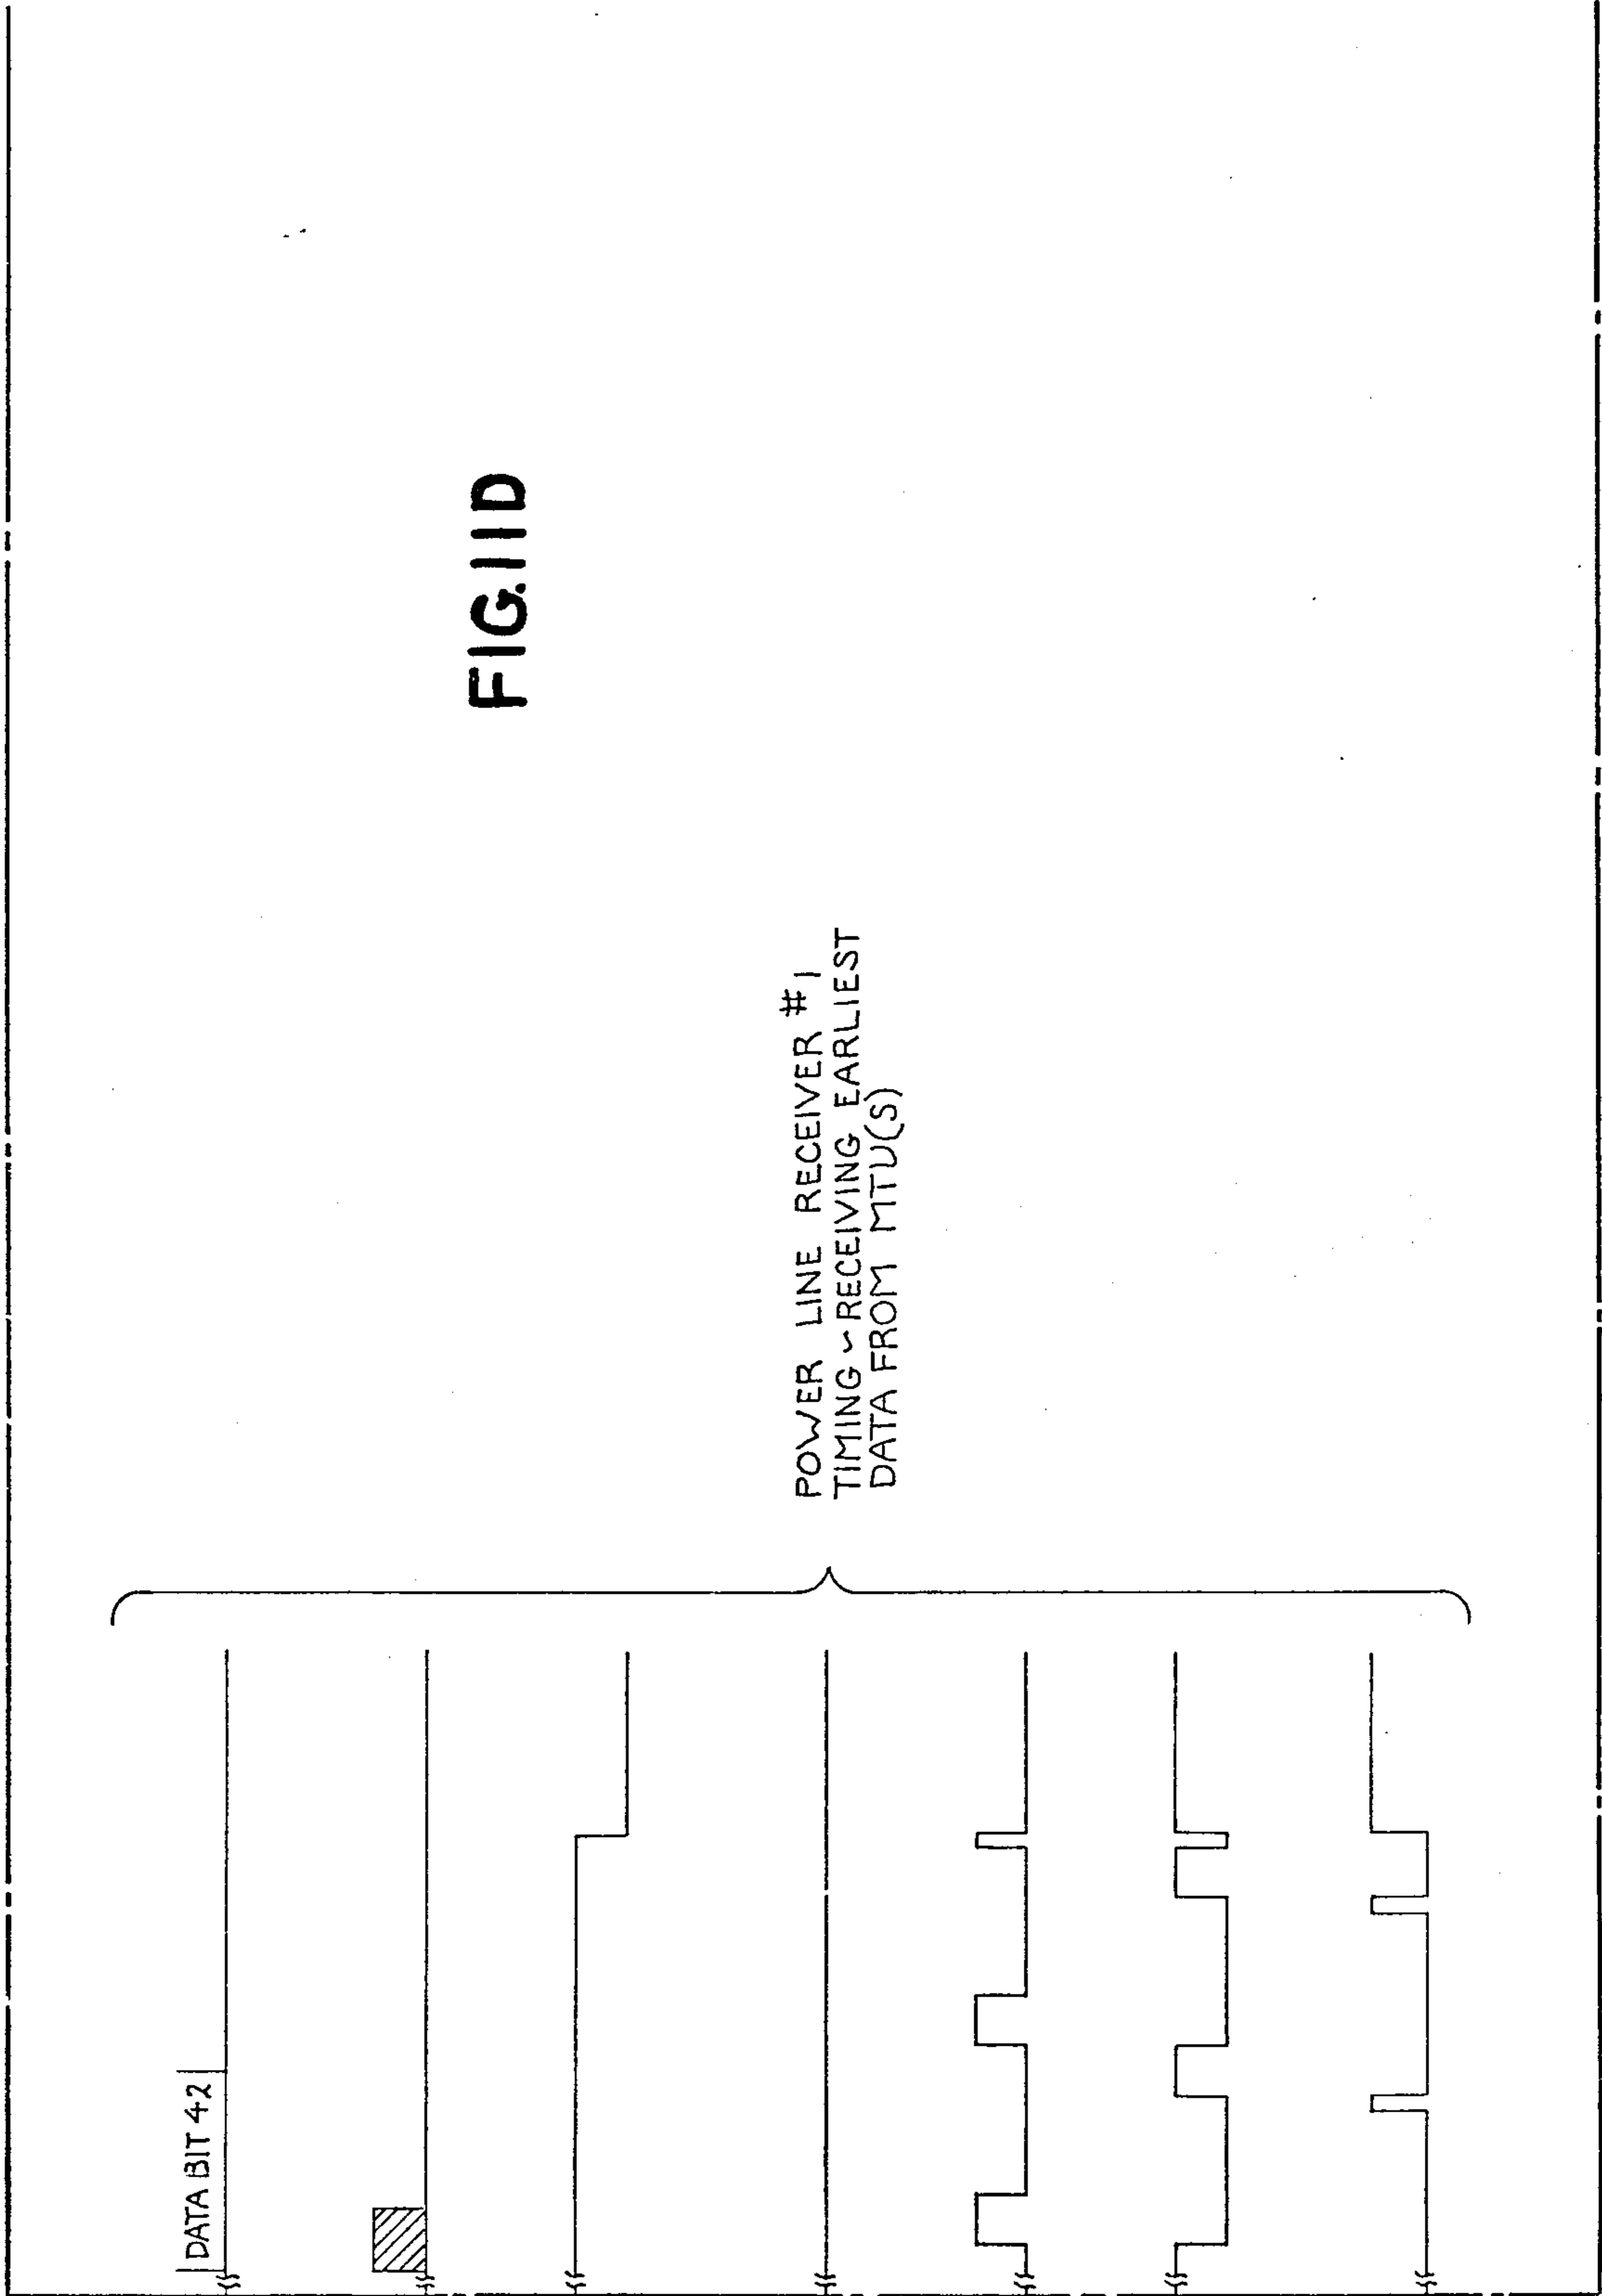 FIG.11D
DATA BIT 42
POWER LINE RECEIVER #1
TIMING ~ RECEIVING EARLIEST
DATA FROM MTU(S)